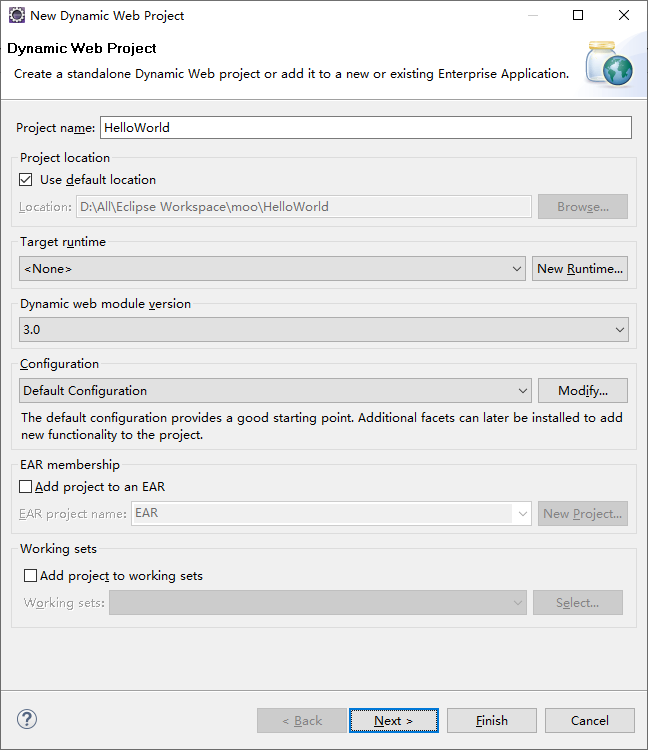 New Dynamic Web Project
Dynamic Web Project
Create a standalone Dynamic Web project or add it to a new or existing Enterprise Application.
Project name: HelloWorld
Project location
Use default location
Location: D:\All\Eclipse Workspace\moo\HelloWorld Browse...
Target runtime
<None> New Runtime...
Dynamic web module version
3.0
Configuration
Default Configuration Modify...
The default configuration provides a good starting point. Additional facets can later be installed to add
new functionality to the project.
EAR membership
Add project to an EAR
EAR project name: EAR New Project...
Working sets
Add project to working sets
Working sets: Select...
? < Back Next > Finish Cancel